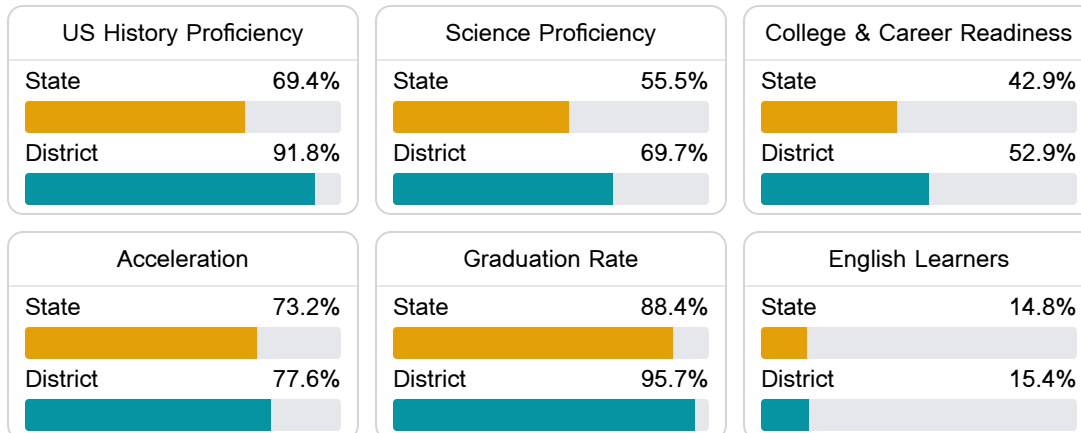 US History Proficiency
State 69.4%
District 91.8%
Science Proficiency
State 55.5%
District 69.7%
College & Career Readiness
State 42.9%
District 52.9%
Acceleration
State 73.2%
District 77.6%
Graduation Rate
State 88.4%
District 95.7%
English Learners
State 14.8%
District 15.4%